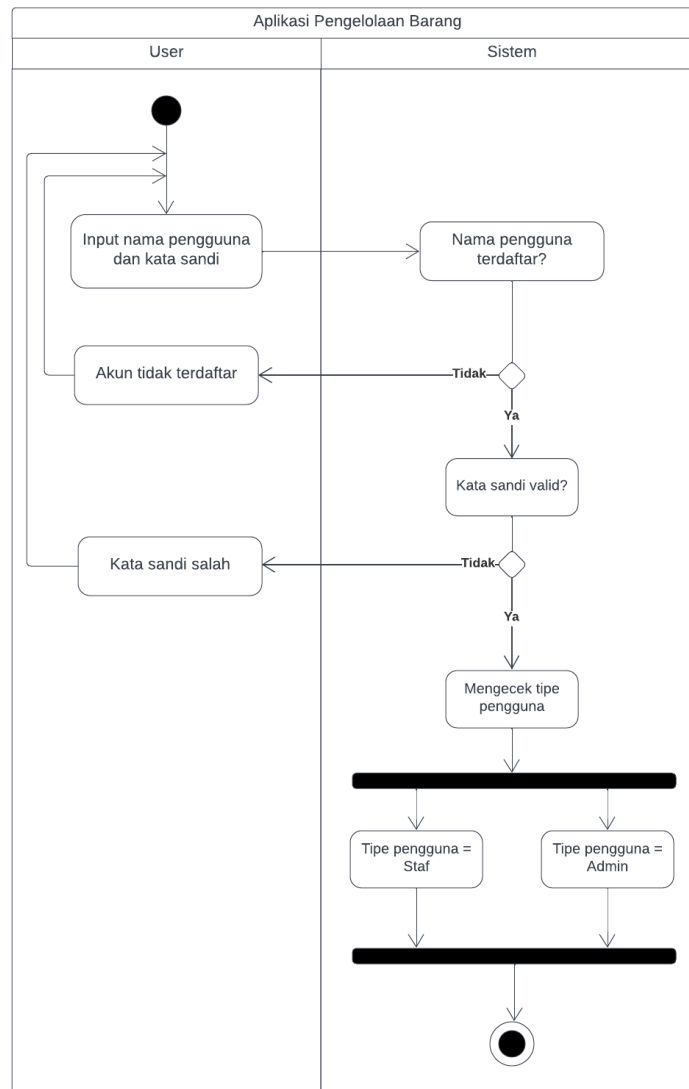 Aplikasi Pengelolaan Barang
User
Sistem
Input nama pengguuna
dan kata sandi
Nama pengguna
terdaftar?
Akun tidak terdaftar
Tidak
Ya
Kata sandi valid?
Kata sandi salah
Tidak
Ya
Mengecek tipe
pengguna
Tipe pengguna =
Staf
Tipe pengguna =
Admin